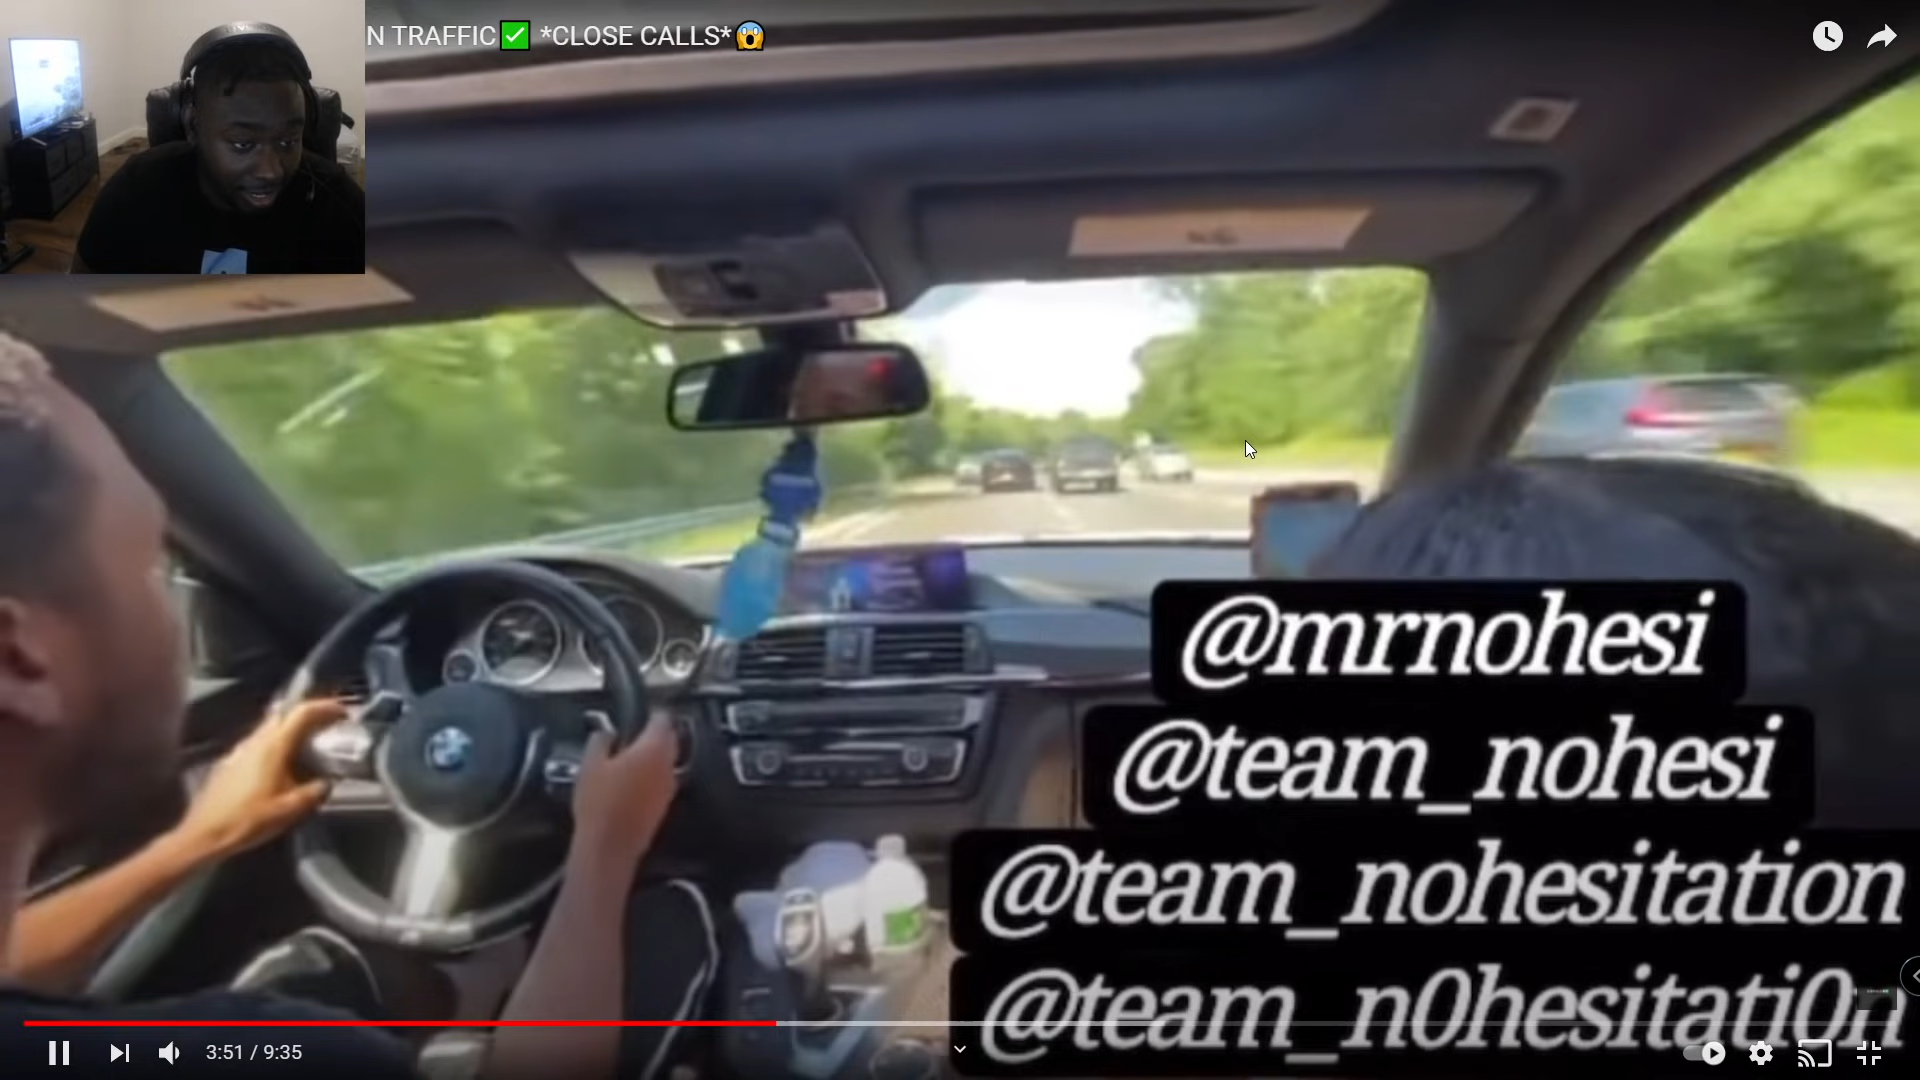 N TRAFFIC✅ *CLOSE CALLS*😱
@mrnohesi
@team_nohesi
@team_nohesitation
@team_n0hesitati0n
3:51 / 9:35